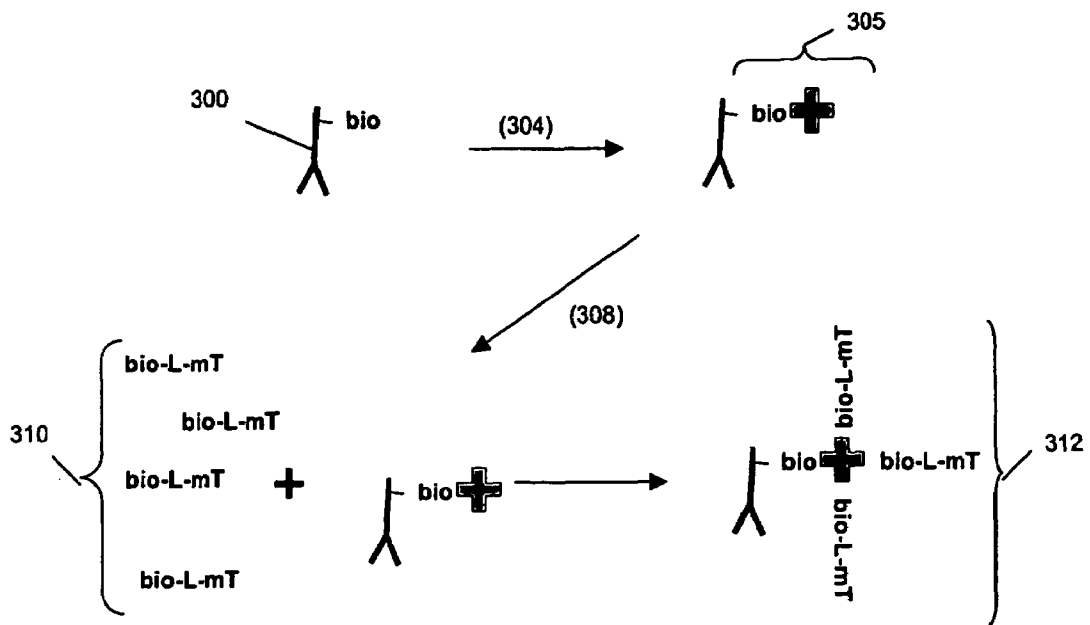 305
300
bio
(304)
bio
(308)
bio-L-mT
bio-L-mT
310
bio-L-mT
+
bio
bio-L-mT
bio-L-mT
bio
bio-L-mT
bio-L-mT
312